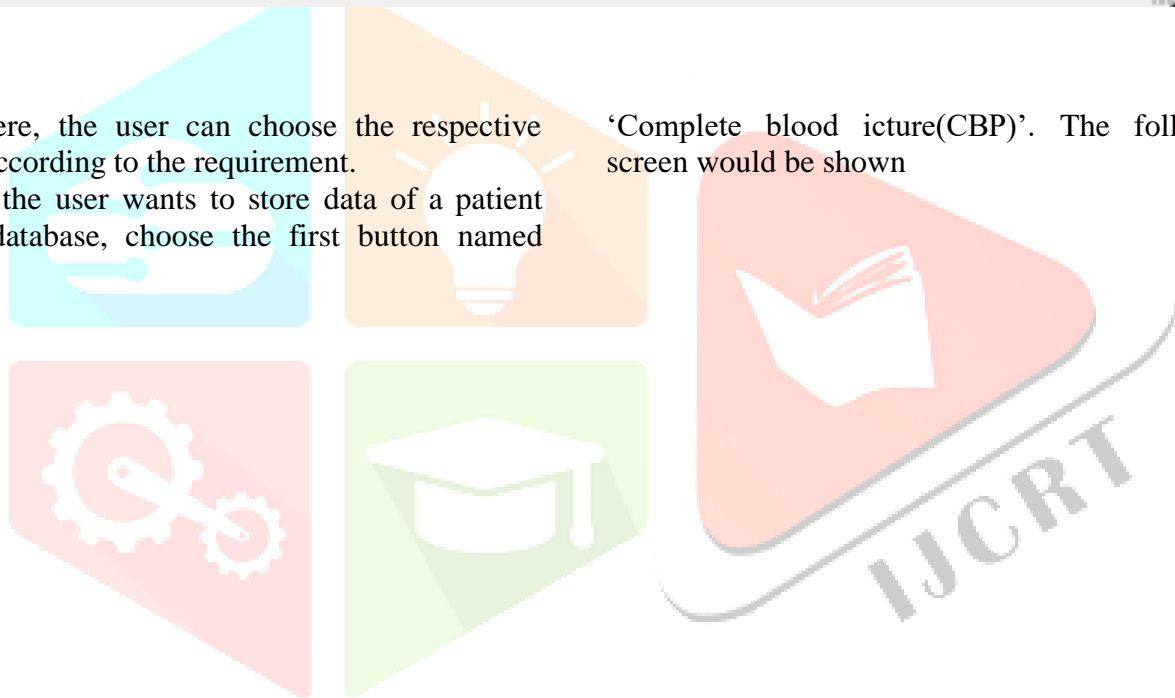 ere, the user can choose the respective
ccording to the requirement.
the user wants to store data of a patient
database, choose the first button named
‘Complete blood icture(CBP)’. The foll
screen would be shown
IJCRT